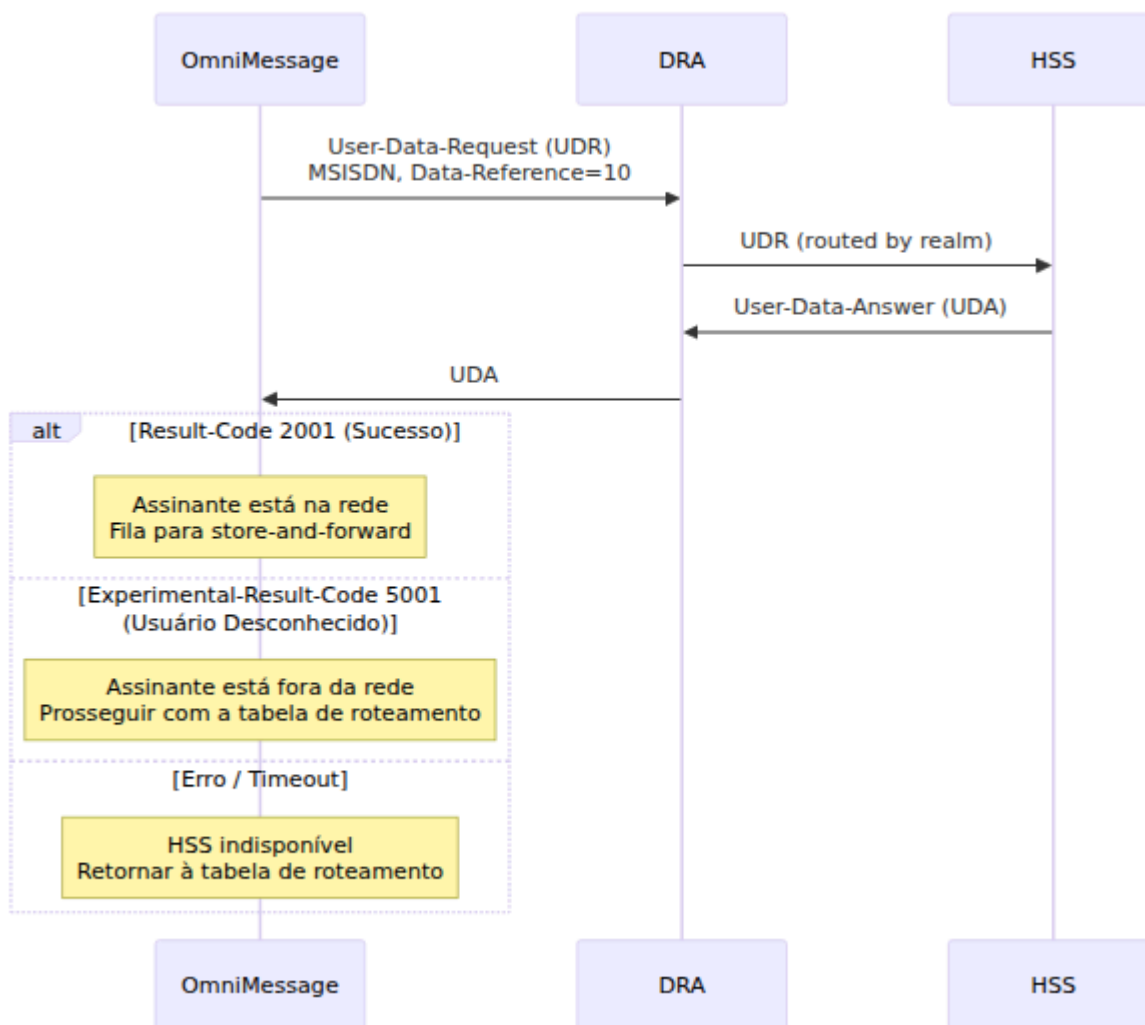 OmniMessage
DRA
HSS
User-Data-Request (UDR)
MSISDN, Data-Reference=10
UDR (routed by realm)
User-Data-Answer (UDA)
UDA
alt
[Result-Code 2001 (Sucesso)]
Assinante está na rede
Fila para store-and-forward
[Experimental-Result-Code 5001
(Usuário Desconhecido)]
Assinante está fora da rede
Prosseguir com a tabela de roteamento
[Erro / Timeout]
HSS indisponível
Retornar à tabela de roteamento
OmniMessage
DRA
HSS